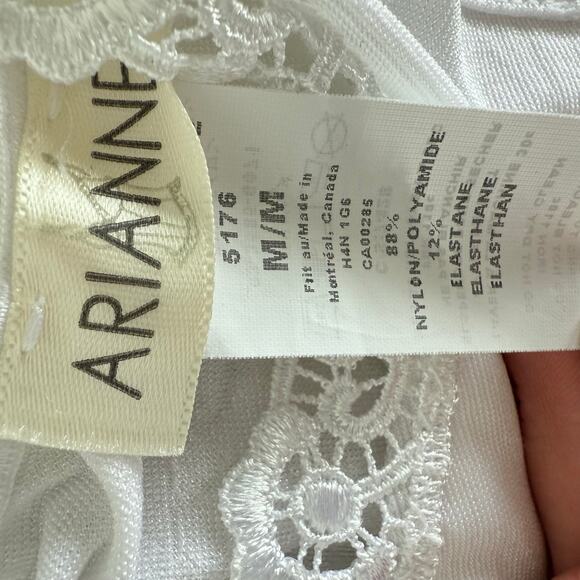 ARIANNE
5176
M/M
Fait au/Made in
Montréal, Canada
H4N 1G6
CA00285
88%
NYLON/POLYAMIDE
12%
ELASTANE
ELASTHANE
ELASTHAN